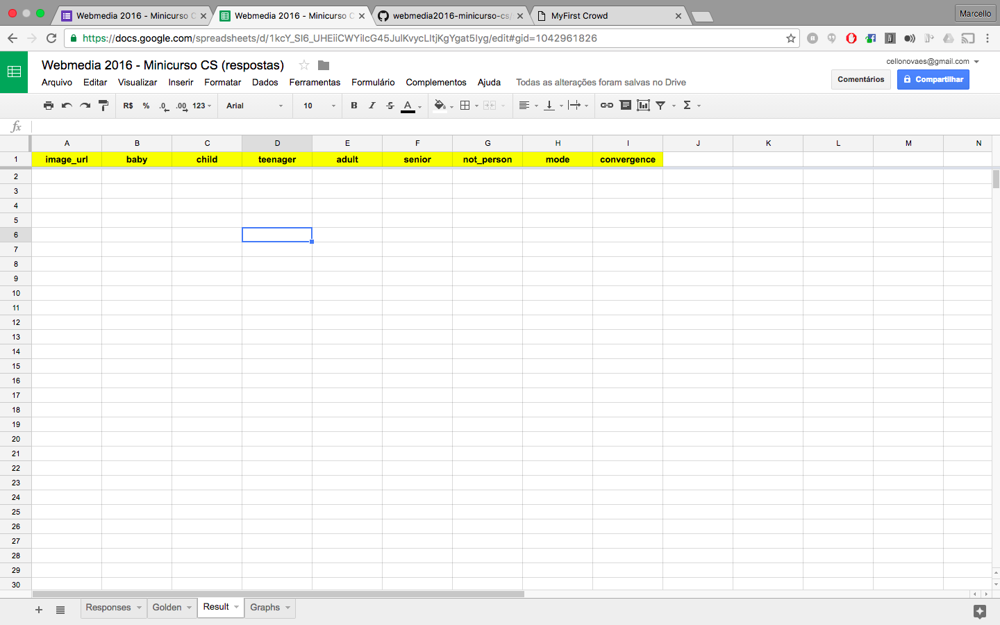 Webmedia 2016 - Minicurso C
Webmedia 2016 - Minicurso C
webmedia2016-minicurso-cs/
MyFirst Crowd
Marcello
https://docs.google.com/spreadsheets/d/1kcY_SI6_UHEiiCWYilcG45JulKvycLItjKgYgat5Iyg/edit#gid=1042961826
Webmedia 2016 - Minicurso CS (respostas)
cellonovaes@gmail.com
Arquivo Editar Visualizar Inserir Formatar Dados Ferramentas Formulário Complementos Ajuda Todas as alterações foram salvas no Drive
Comentários Compartilhar
R$ % .0 .00 123 Arial 10 B I S A Σ
fx
A B C D E F G H I J K L M N
1 image_url baby child teenager adult senior not_person mode convergence
2
3
4
5
6
7
8
9
10
11
12
13
14
15
16
17
18
19
20
21
22
23
24
25
26
27
28
29
30
+ Responses Golden Result Graphs